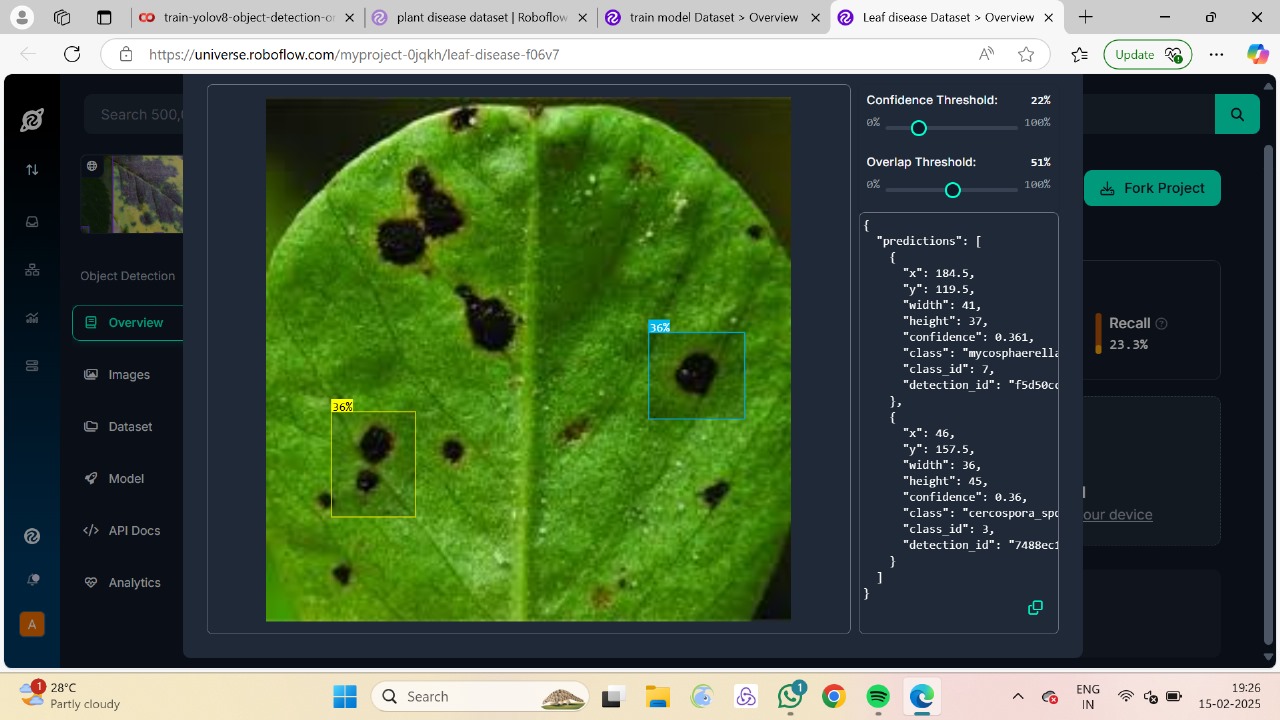 train-yolov8-object-detection-or
plant disease dataset | Roboflow
train model Dataset > Overview
Leaf disease Dataset > Overview
https://universe.roboflow.com/myproject-0jqkh/leaf-disease-f06v7
Update
Search 500,
Fork Project
Object Detection
Overview
Images
Dataset
Model
API Docs
Analytics
A
36%
36%
Confidence Threshold: 22%
0% 100%
Overlap Threshold: 51%
0% 100%
{
"predictions": [
{
"x": 184.5,
"y": 119.5,
"width": 41,
"height": 37,
"confidence": 0.361,
"class": "mycosphaerella
"class_id": 7,
"detection_id": "f5d50cc
},
{
"x": 46,
"y": 157.5,
"width": 36,
"height": 45,
"confidence": 0.36,
"class": "cercospora_spo
"class_id": 3,
"detection_id": "7488ec1
}
]
}
Recall
23.3%
our device
1
28°C
Partly cloudy
Search
1
ENG
IN
19:26
15-02-2025